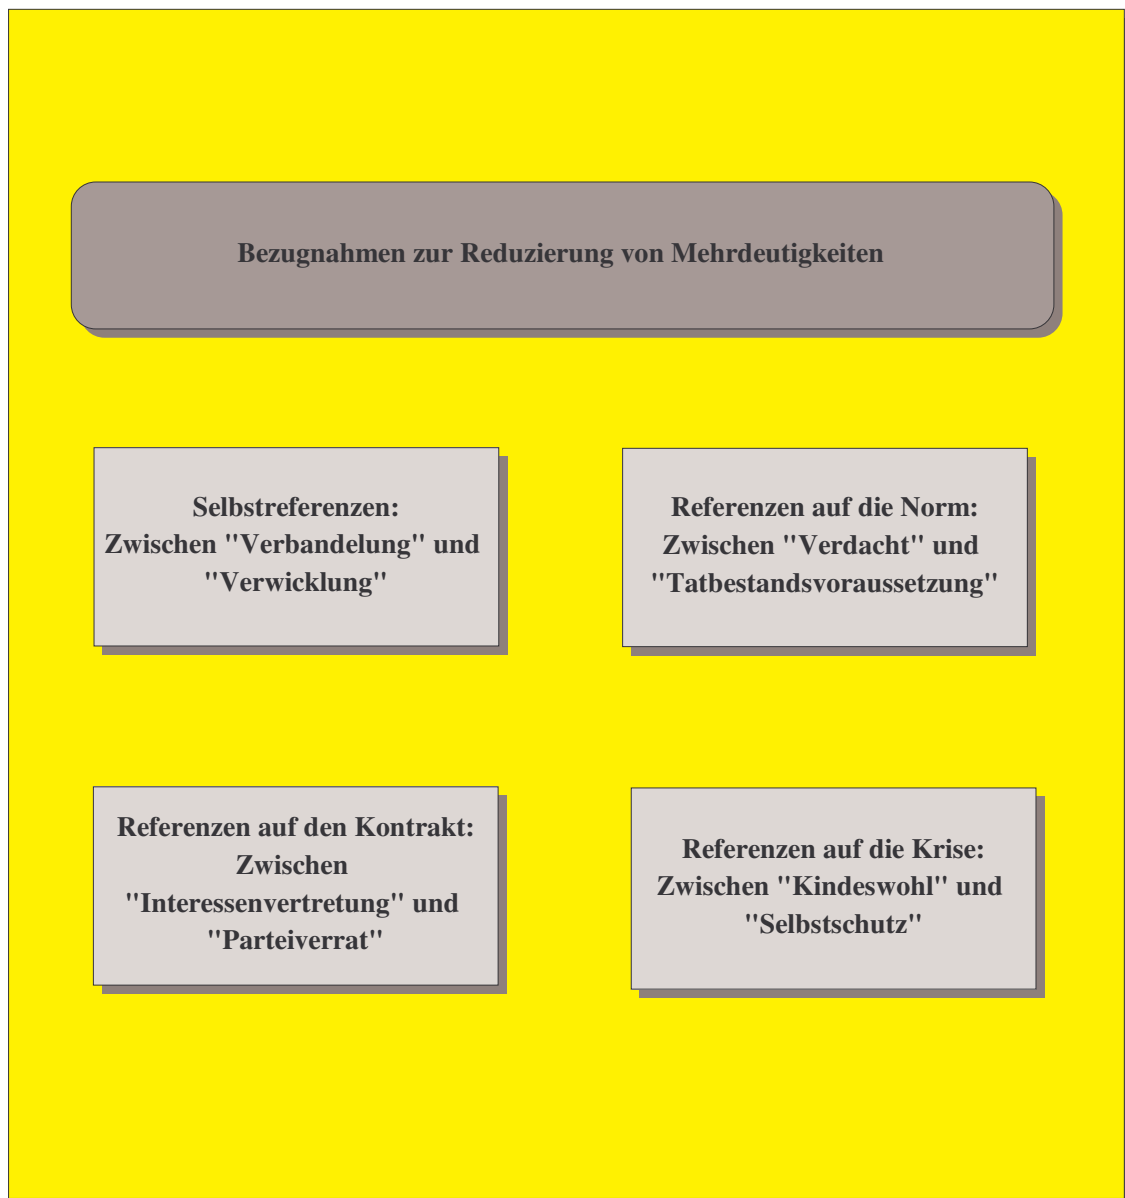 Bezugnahmen zur Reduzierung von Mehrdeutigkeiten
Selbstreferenzen:
Zwischen "Verbandelung" und
"Verwicklung"
Referenzen auf die Norm:
Zwischen "Verdacht" und
"Tatbestandsvoraussetzung"
Referenzen auf den Kontrakt:
Zwischen
"Interessenvertretung" und
"Parteiverrat"
Referenzen auf die Krise:
Zwischen "Kindeswohl" und
"Selbstschutz"